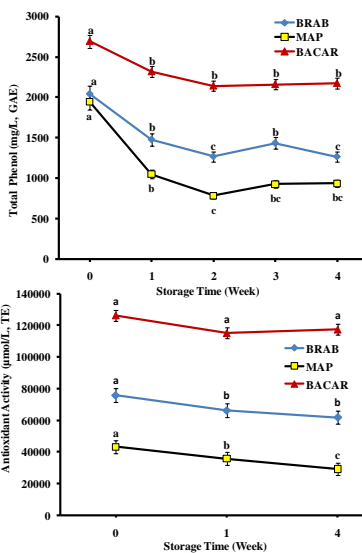 3000
2500
2000
1500
1000
500
0
Total Phenol (mg/L, GAE)
BRAB
MAP
BACAR
a
b
b
b
b
a
b
c
b
c
a
b
c
bc
bc
0 1 2 3 4
Storage Time (Week)
140000
120000
100000
80000
60000
40000
20000
0
Antioxidant Activity (µmol/L, TE)
a
a
a
BRAB
MAP
BACAR
a
b
b
a
b
c
0 1 4
Storage Time (Week)